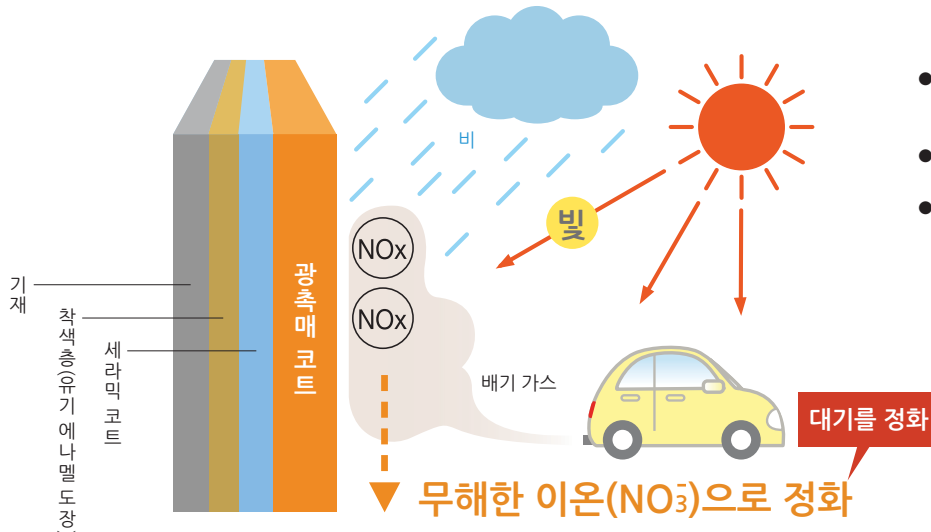 비
빛
NOx
NOx
광촉매 코트
기재
착색층(유기 에나멜 도장
세라믹 코트
배기 가스
대기를 정화
무해한 이온(NO₃⁻)으로 정화